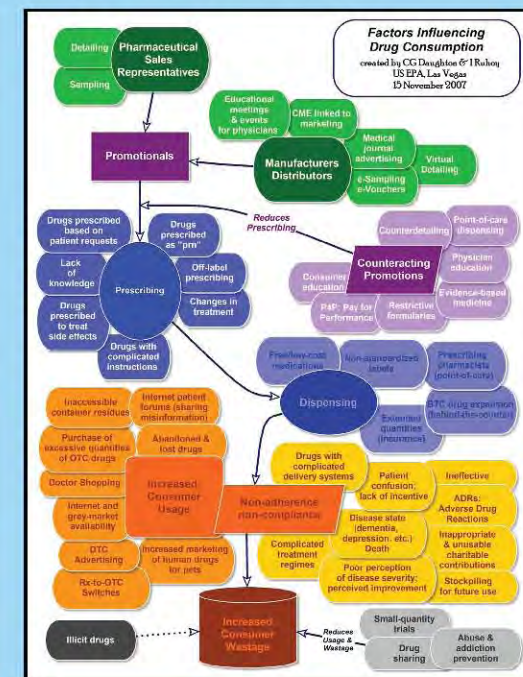 Factors Influencing
Drug Consumption
created by CG Daughton & I Ruhoy
US EPA, Las Vegas
15 November 2007
Detailing
Sampling
Pharmaceutical
Sales
Representatives
Promotionals
Educational
meetings
& events
for physicians
CME linked to
marketing
Medical
journal
advertising
Virtual
Detailing
e-Sampling
e-Vouchers
Manufacturers
Distributors
Reduces
Prescribing
Counterdetailing
Point-of-care
dispensing
Physician
education
Evidence-based
medicine
Restrictive
formularies
P4P: Pay for
Performance
Consumer
education
Counteracting
Promotions
Drugs prescribed
based on
patient requests
Drugs
prescribed
as "prn"
Lack
of
knowledge
Off-label
prescribing
Drugs
prescribed
to treat
side effects
Changes in
treatment
Drugs with
complicated
instructions
Prescribing
Free/low-cost
medications
Non-standardized
labels
Prescribing
pharmacists
(point-of-care)
OTC drug expansion
(behind-the-counter)
Extended
quantities
(insurance)
Dispensing
Inaccessible
container residues
Internet patient
forums (sharing
misinformation)
Purchase of
excessive quantities
of OTC drugs
Abandoned &
lost drugs
Doctor Shopping
Internet and
gray-market
availability
DTC
Advertising
Increased marketing
of human drugs
for pets
Rx-to-OTC
Switches
Increased
Consumer
Usage
Non-adherence
non-compliance
Drugs with
complicated
delivery systems
Patient
confusion;
lack of incentive
Ineffective
ADRs:
Adverse Drug
Reactions
Disease state
(dementia,
depression. etc.)
Death
Inappropriate
& unusable
charitable
contributions
Complicated
treatment
regimes
Poor perception
of disease severity;
perceived improvement
Stockpiling
for future use
Increased
Consumer
Wastage
Illicit drugs
Reduces
Usage &
Wastage
Small-quantity
trials
Drug
sharing
Abuse &
addiction
prevention